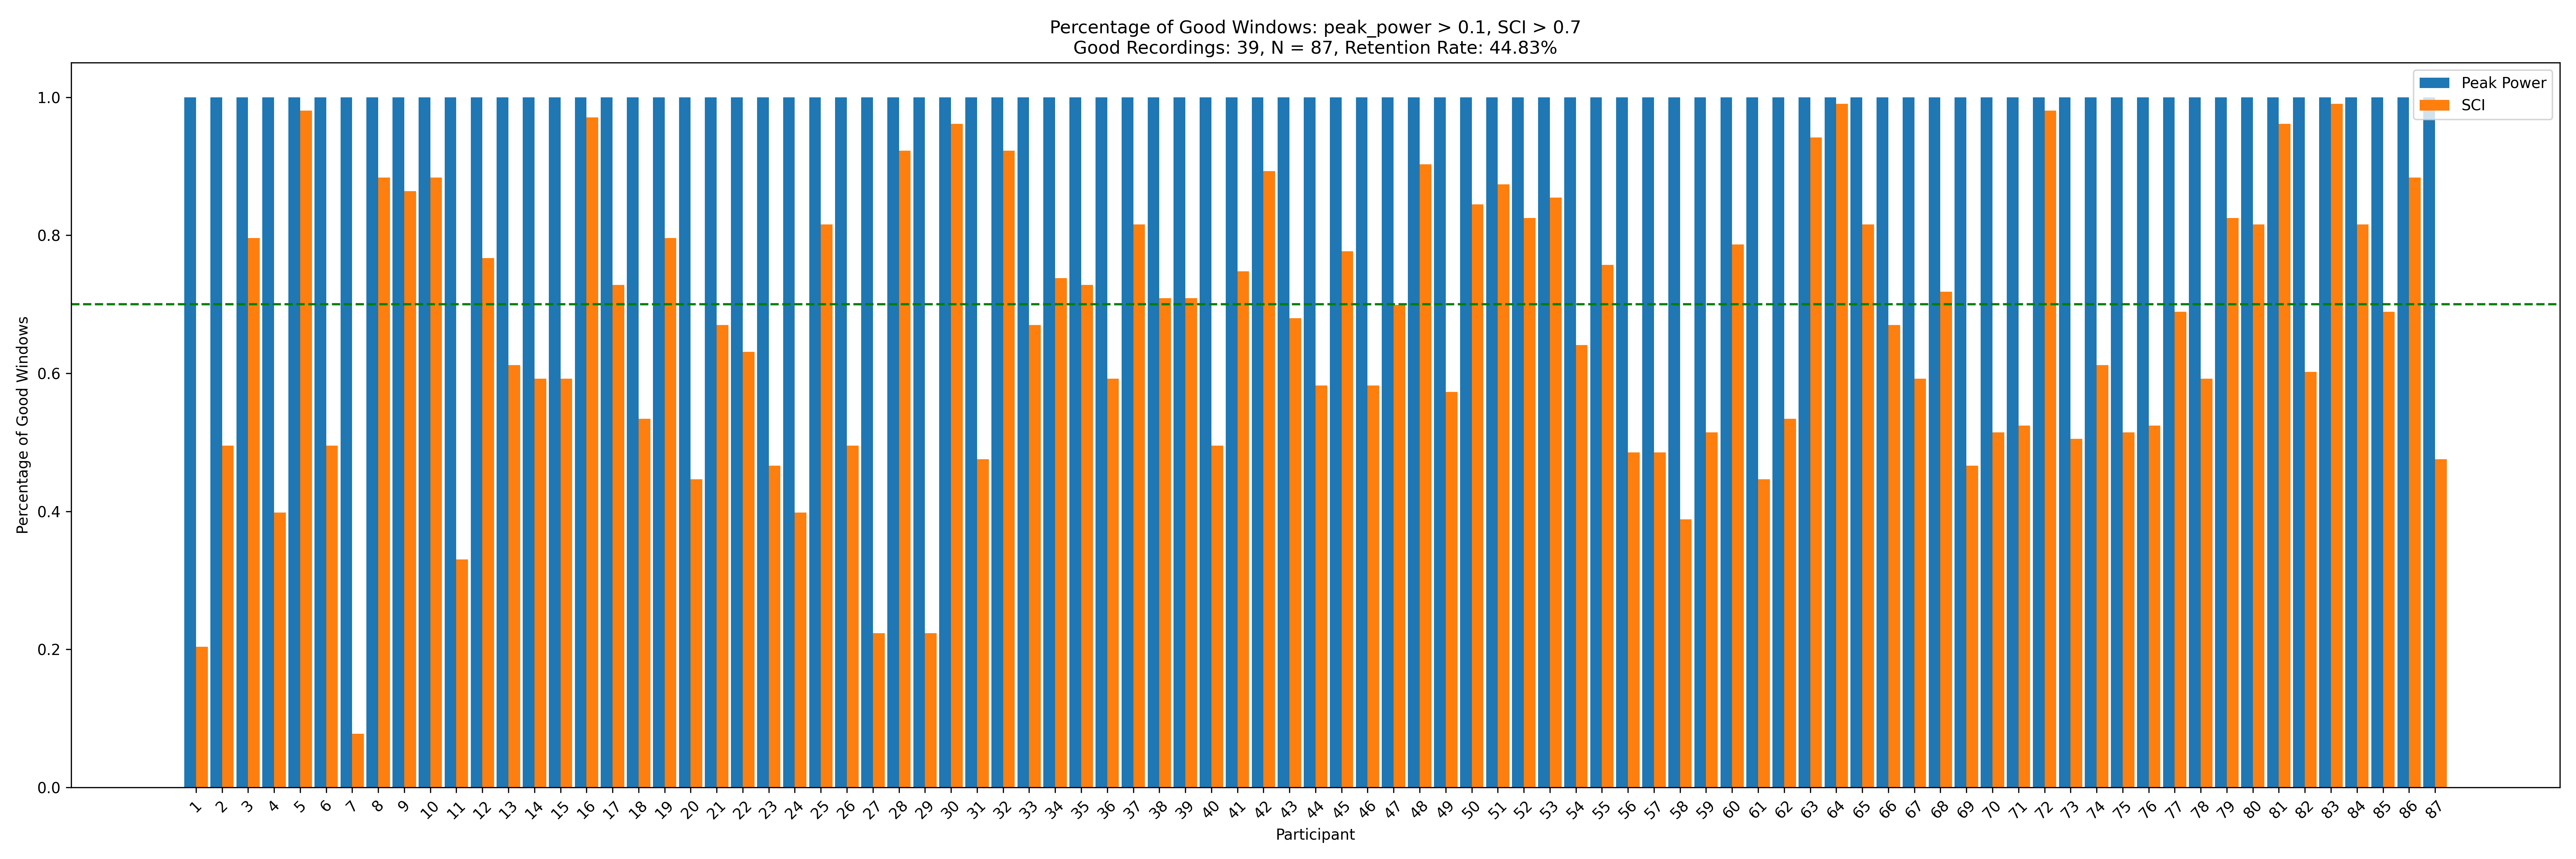 Percentage of Good Windows: peak_power > 0.1, SCI > 0.7
Good Recordings: 39, N = 87, Retention Rate: 44.83%
Peak Power
SCI
Percentage of Good Windows
1.0
0.8
0.6
0.4
0.2
0.0
1 2 3 4 5 6 7 8 9 10 11 12 13 14 15 16 17 18 19 20 21 22 23 24 25 26 27 28 29 30 31 32 33 34 35 36 37 38 39 40 41 42 43 44 45 46 47 48 49 50 51 52 53 54 55 56 57 58 59 60 61 62 63 64 65 66 67 68 69 70 71 72 73 74 75 76 77 78 79 80 81 82 83 84 85 86 87
Participant